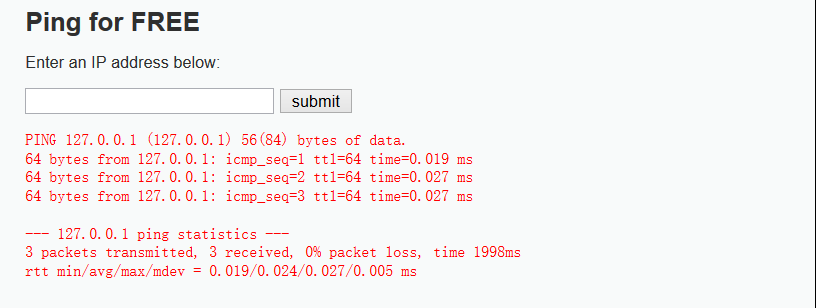 Ping for FREE
Enter an IP address below:
submit
PING 127.0.0.1 (127.0.0.1) 56(84) bytes of data.
64 bytes from 127.0.0.1: icmp_seq=1 ttl=64 time=0.019 ms
64 bytes from 127.0.0.1: icmp_seq=2 ttl=64 time=0.027 ms
64 bytes from 127.0.0.1: icmp_seq=3 ttl=64 time=0.027 ms
--- 127.0.0.1 ping statistics ---
3 packets transmitted, 3 received, 0% packet loss, time 1998ms
rtt min/avg/max/mdev = 0.019/0.024/0.027/0.005 ms